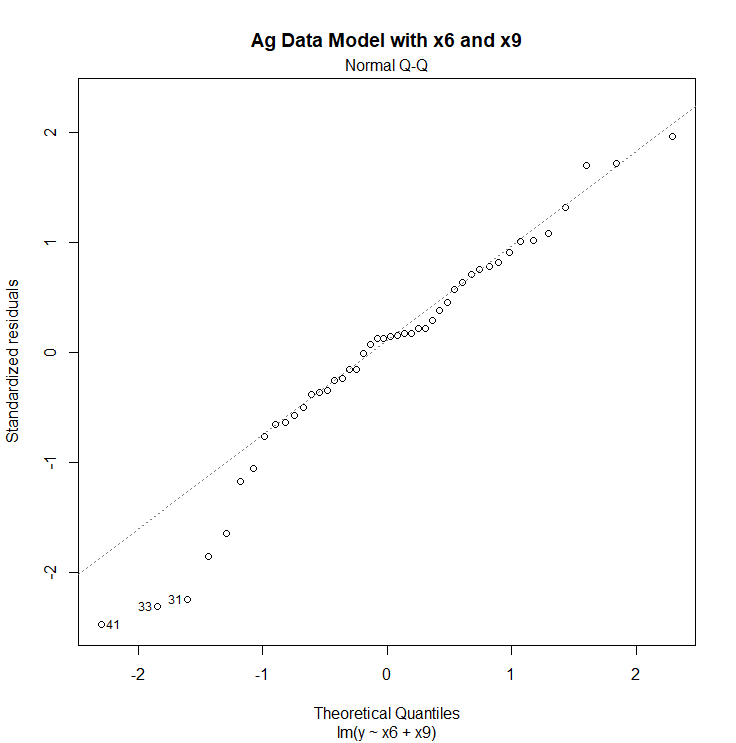 Ag Data Model with x6 and x9
Normal Q-Q
2
1
0
-1
-2
Standardized residuals
31
33
41
-2
-1
0
1
2
Theoretical Quantiles
lm(y ~ x6 + x9)